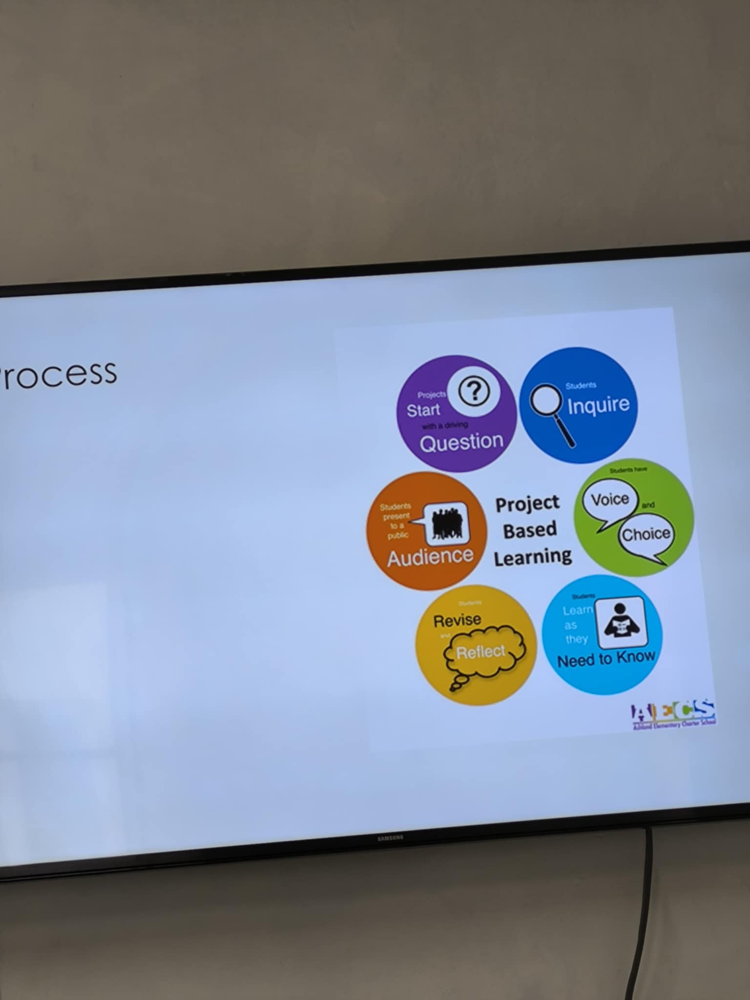 rocess
Projects
Start
with a driving
Question
Students
Inquire
Students have
Voice
and
Choice
Students
Learn
as
they
Need to Know
Students
Revise
and
Reflect
Students
present
to a
public
Audience
Project
Based
Learning
AECS
Ashland Elementary Charter School
SAMSUNG